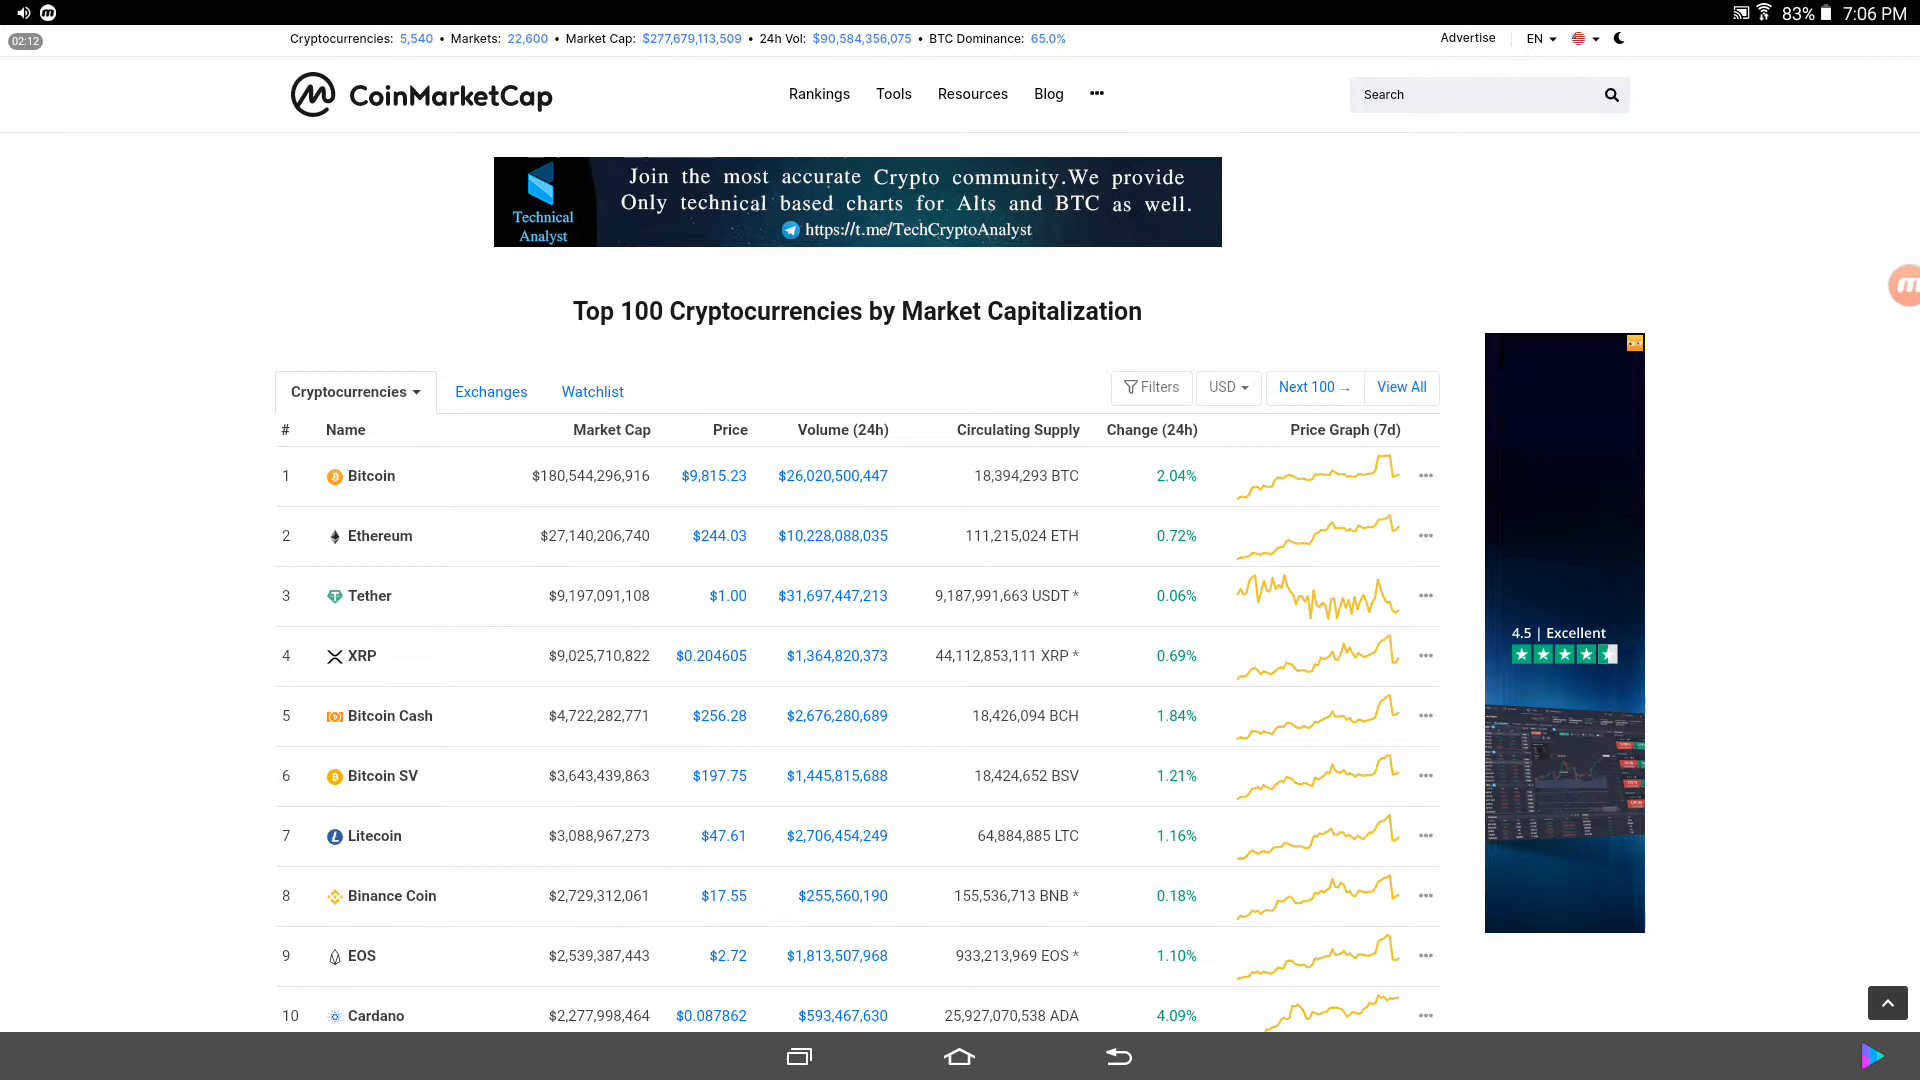 83% 7:06 PM
02:12
Cryptocurrencies: 5,540 • Markets: 22,600 • Market Cap: $277,679,113,509 • 24h Vol: $90,584,356,075 • BTC Dominance: 65.0%
Advertise EN
CoinMarketCap
Rankings Tools Resources Blog •••
Search
Join the most accurate Crypto community.We provide
Only technical based charts for Alts and BTC as well.
https://t.me/TechCryptoAnalyst
Technical
Analyst
Top 100 Cryptocurrencies by Market Capitalization
Cryptocurrencies Exchanges Watchlist Filters USD Next 100 → View All
# Name Market Cap Price Volume (24h) Circulating Supply Change (24h) Price Graph (7d)
1 Bitcoin $180,544,296,916 $9,815.23 $26,020,500,447 18,394,293 BTC 2.04%
2 Ethereum $27,140,206,740 $244.03 $10,228,088,035 111,215,024 ETH 0.72%
3 Tether $9,197,091,108 $1.00 $31,697,447,213 9,187,991,663 USDT * 0.06%
4 XRP $9,025,710,822 $0.204605 $1,364,820,373 44,112,853,111 XRP * 0.69%
5 Bitcoin Cash $4,722,282,771 $256.28 $2,676,280,689 18,426,094 BCH 1.84%
6 Bitcoin SV $3,643,439,863 $197.75 $1,445,815,688 18,424,652 BSV 1.21%
7 Litecoin $3,088,967,273 $47.61 $2,706,454,249 64,884,885 LTC 1.16%
8 Binance Coin $2,729,312,061 $17.55 $255,560,190 155,536,713 BNB * 0.18%
9 EOS $2,539,387,443 $2.72 $1,813,507,968 933,213,969 EOS * 1.10%
10 Cardano $2,277,998,464 $0.087862 $593,467,630 25,927,070,538 ADA 4.09%
4.5 | Excellent